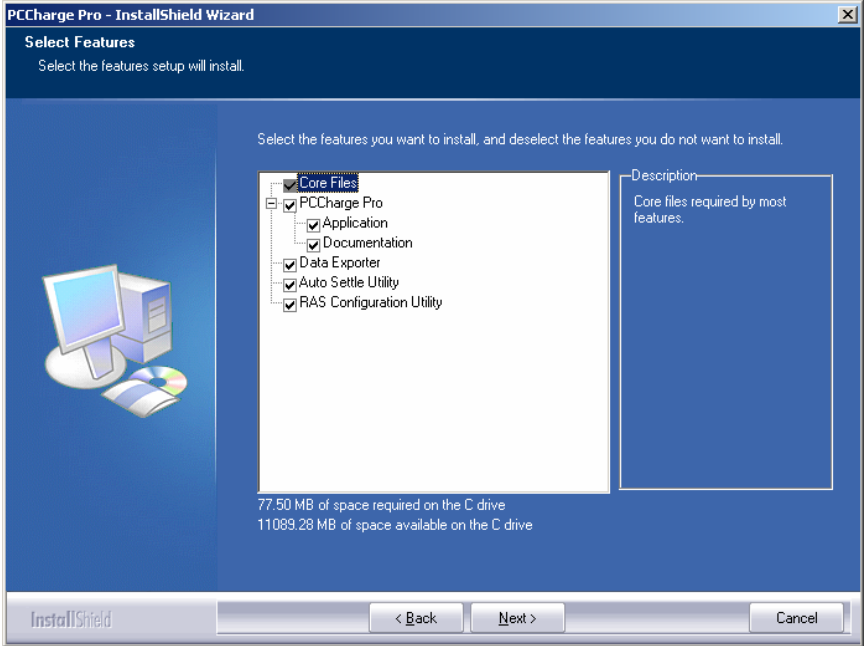 PCCharge Pro - InstallShield Wizard
Select Features
Select the features setup will install.
Select the features you want to install, and deselect the features you do not want to install.
Core Files
PCCharge Pro
Application
Documentation
Data Exporter
Auto Settle Utility
RAS Configuration Utility
Description
Core files required by most
features.
77.50 MB of space required on the C drive
11089.28 MB of space available on the C drive
InstallShield
< Back
Next >
Cancel